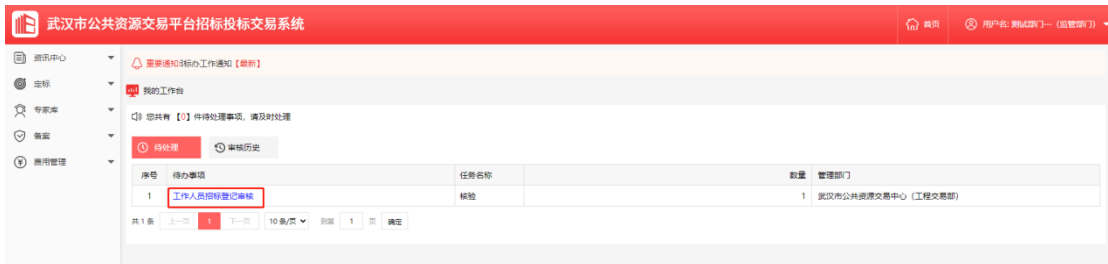 武汉市公共资源交易平台招标投标交易系统
首页
用户名: 测试部门一 (监管部门)
资讯中心
定标
专家库
备案
费用管理
重要通知3标办工作通知【最新】
我的工作台
您共有 【0】 件待处理事项, 请及时处理
待处理 审核历史
序号 待办事项 任务名称 数量 管理部门
1 工作人员招标登记审核 核验 1 武汉市公共资源交易中心 (工程交易部)
共 1 条 上一页 1 下一页 10 条/页 到第 1 页 确定